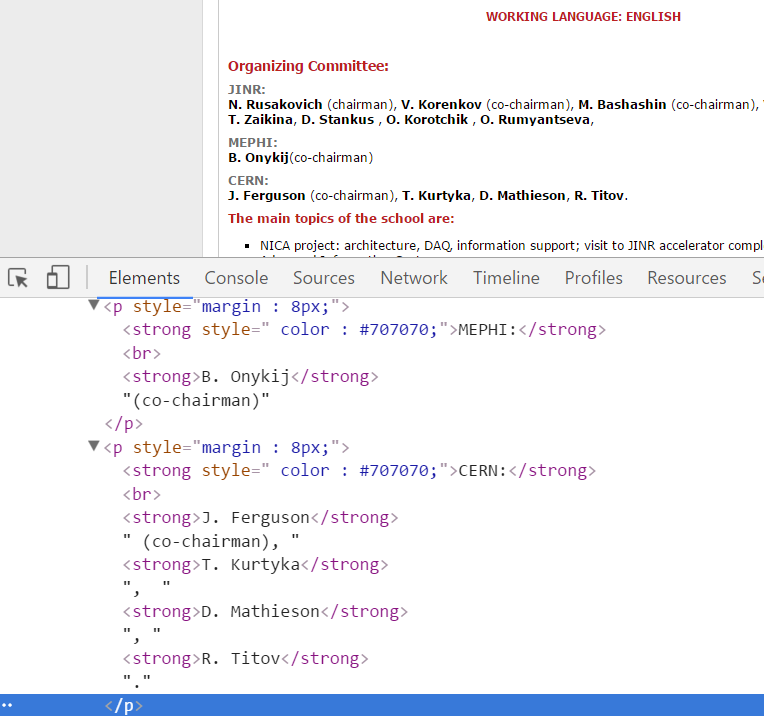 WORKING LANGUAGE: ENGLISH
Organizing Committee:
JINR:
N. Rusakovich (chairman), V. Korenkov (co-chairman), M. Bashashin (co-chairman),
T. Zaikina, D. Stankus , O. Korotchik , O. Rumyantseva,
MEPHI:
B. Onykij(co-chairman)
CERN:
J. Ferguson (co-chairman), T. Kurtyka, D. Mathieson, R. Titov.
The main topics of the school are:
NICA project: architecture, DAQ, information support; visit to JINR accelerator compl
Elements Console Sources Network Timeline Profiles Resources
▼<p style="margin : 8px;">
<strong style=" color : #707070;">MEPHI:</strong>
<br>
<strong>B. Onykij</strong>
"(co-chairman)"
</p>
▼<p style="margin : 8px;">
<strong style=" color : #707070;">CERN:</strong>
<br>
<strong>J. Ferguson</strong>
" (co-chairman), "
<strong>T. Kurtyka</strong>
",  "
<strong>D. Mathieson</strong>
", "
<strong>R. Titov</strong>
"."
</p>